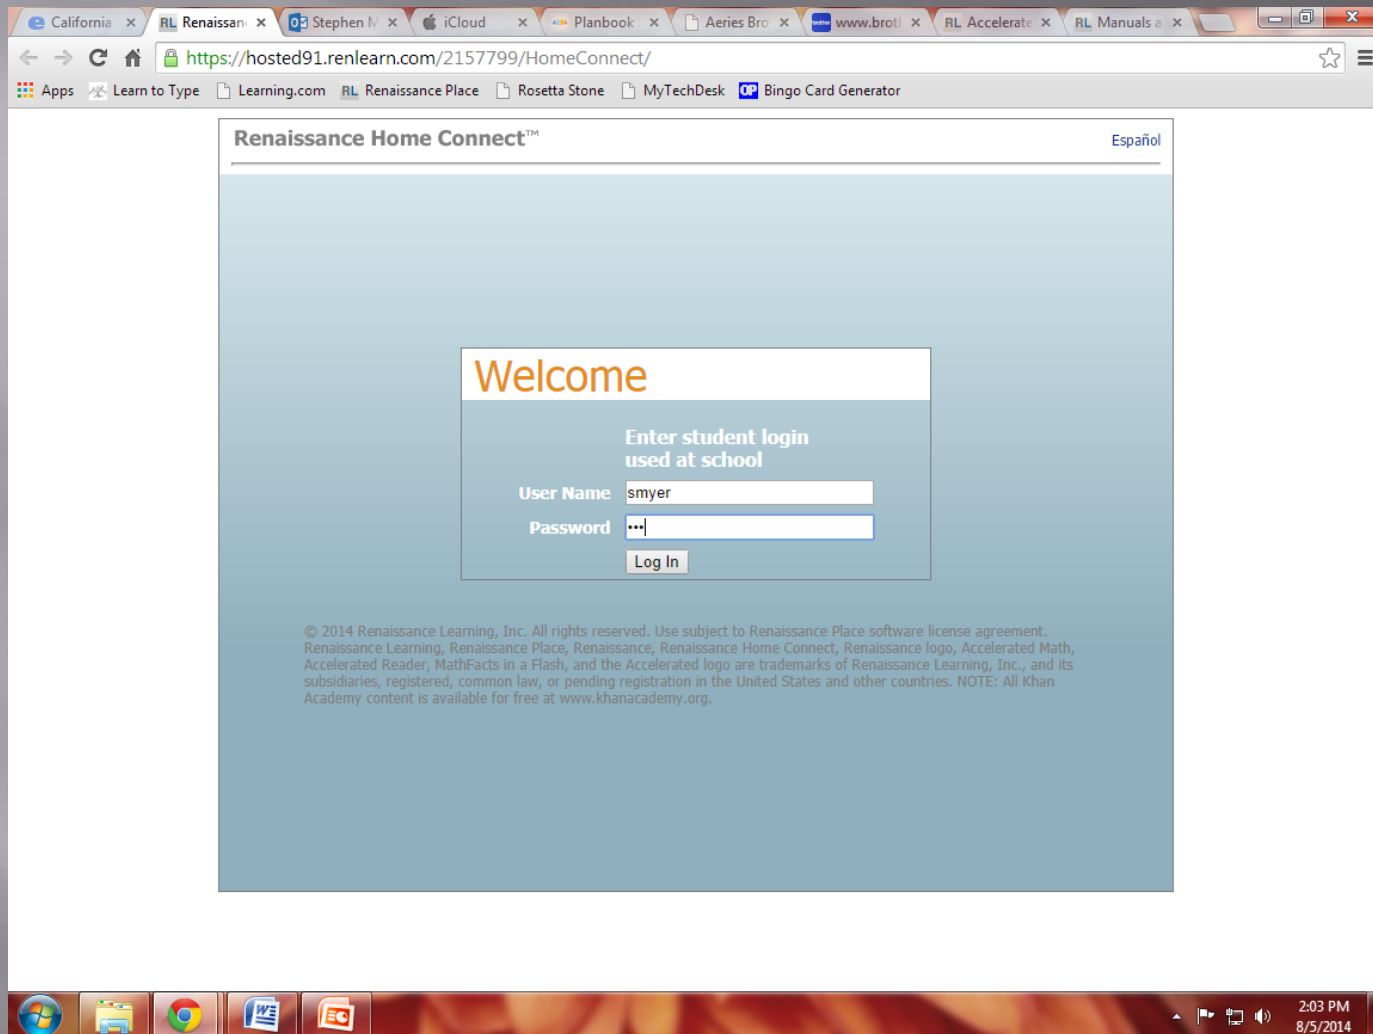 California RL Renaissan Stephen M iCloud Planbook Aeries Bro www.brotl RL Accelerate RL Manuals a
https://hosted91.renlearn.com/2157799/HomeConnect/
Apps Learn to Type Learning.com RL Renaissance Place Rosetta Stone MyTechDesk OP Bingo Card Generator
Renaissance Home Connect™ Español
Welcome
Enter student login
used at school
User Name smyer
Password •••
Log In
© 2014 Renaissance Learning, Inc. All rights reserved. Use subject to Renaissance Place software license agreement.
Renaissance Learning, Renaissance Place, Renaissance, Renaissance Home Connect, Renaissance logo, Accelerated Math,
Accelerated Reader, MathFacts in a Flash, and the Accelerated logo are trademarks of Renaissance Learning, Inc., and its
subsidiaries, registered, common law, or pending registration in the United States and other countries. NOTE: All Khan
Academy content is available for free at www.khanacademy.org.
2:03 PM
8/5/2014